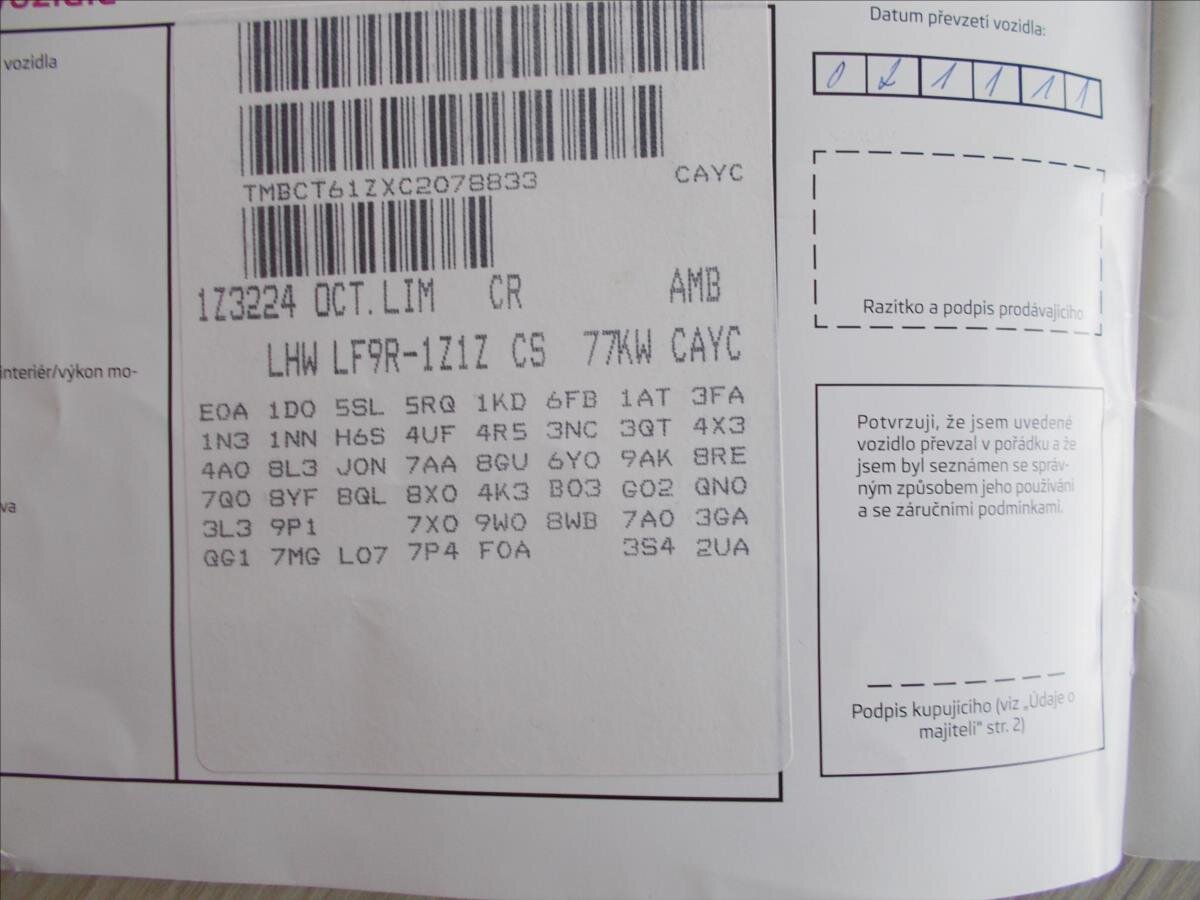 vozidla
interiér/výkon mo-
va
TMBCT61ZXC2078833 CAYC
1Z3224 OCT.LIM CR AMB
LHW LF9R-1Z1Z CS 77KW CAYC
E0A 1D0 5SL 5RQ 1KD 6FB 1AT 3FA
1N3 1NN H6S 4UF 4R5 3NC 3QT 4X3
4A0 8L3 J0N 7AA 8GU 6Y0 9AK 8RE
7Q0 8YF 8QL 8X0 4K3 B03 G02 QN0
3L3 9P1 7X0 9W0 8WB 7A0 3GA
QG1 7MG L07 7P4 F0A 3S4 2UA
Datum převzetí vozidla:
0 2 1 1 1 1
Razítko a podpis prodávajícího
Potvrzuji, že jsem uvedené
vozidlo převzal v pořádku a že
jsem byl seznámen se správ-
ným způsobem jeho používání
a se záručními podmínkami.
Podpis kupujícího (viz „Údaje o
majiteli" str. 2)